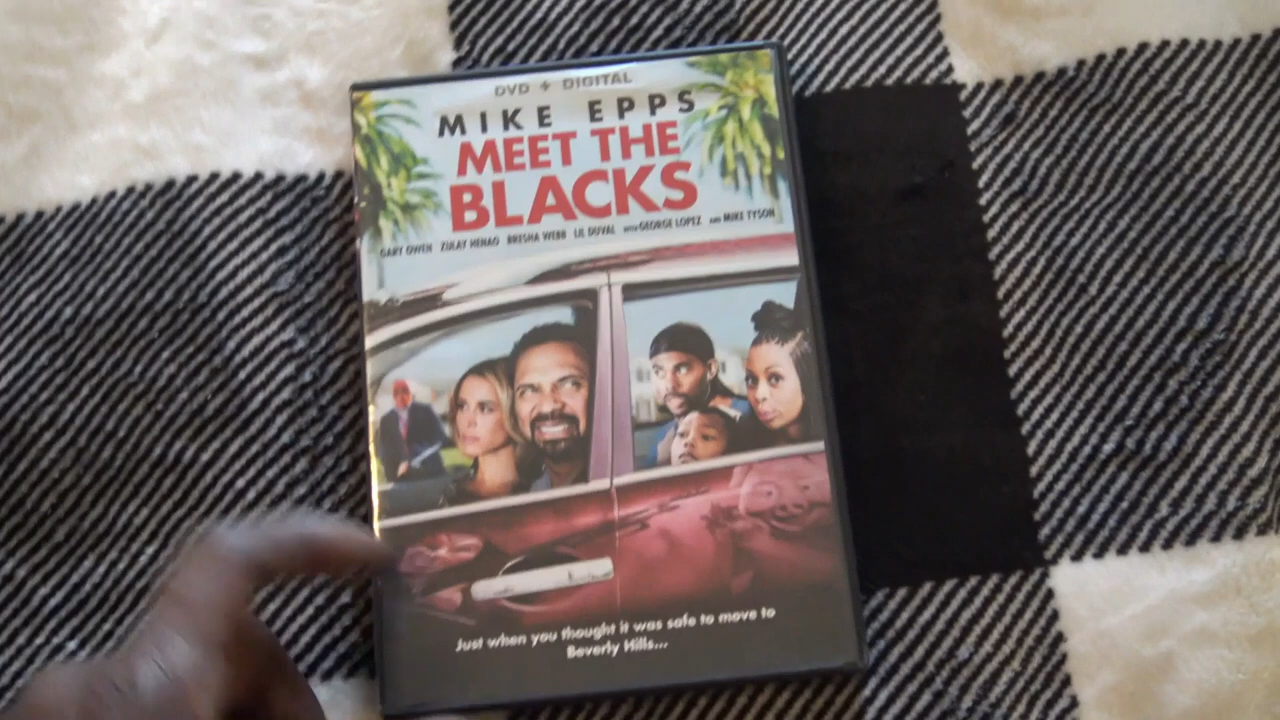 DVD + DIGITAL
MIKE EPPS
MEET THE
BLACKS
GARY OWEN ZULAY HENAO BRESHA WEBB LIL DUVAL WITH GEORGE LOPEZ AND MIKE TYSON
Just when you thought it was safe to move to
Beverly Hills...